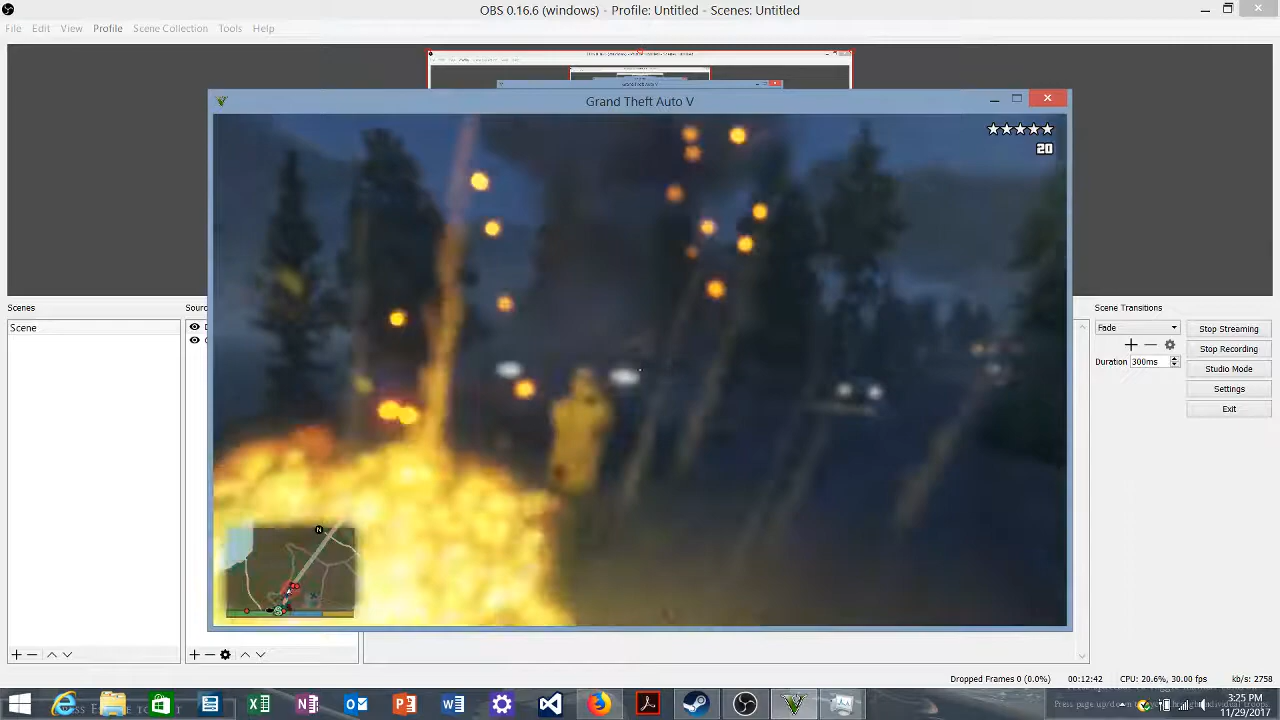 OBS 0.16.6 (windows) - Profile: Untitled - Scenes: Untitled
File Edit View Profile Scene Collection Tools Help
Grand Theft Auto V
20
N
Scenes
Sour
Scene Transitions
Scene
Fade
Stop Streaming
Stop Recording
Duration 300ms
Studio Mode
Settings
Exit
Dropped Frames 0 (0.0%)
00:12:42
CPU: 20.6%, 30.00 fps
kb/s: 2758
3:25 PM
11/29/2017